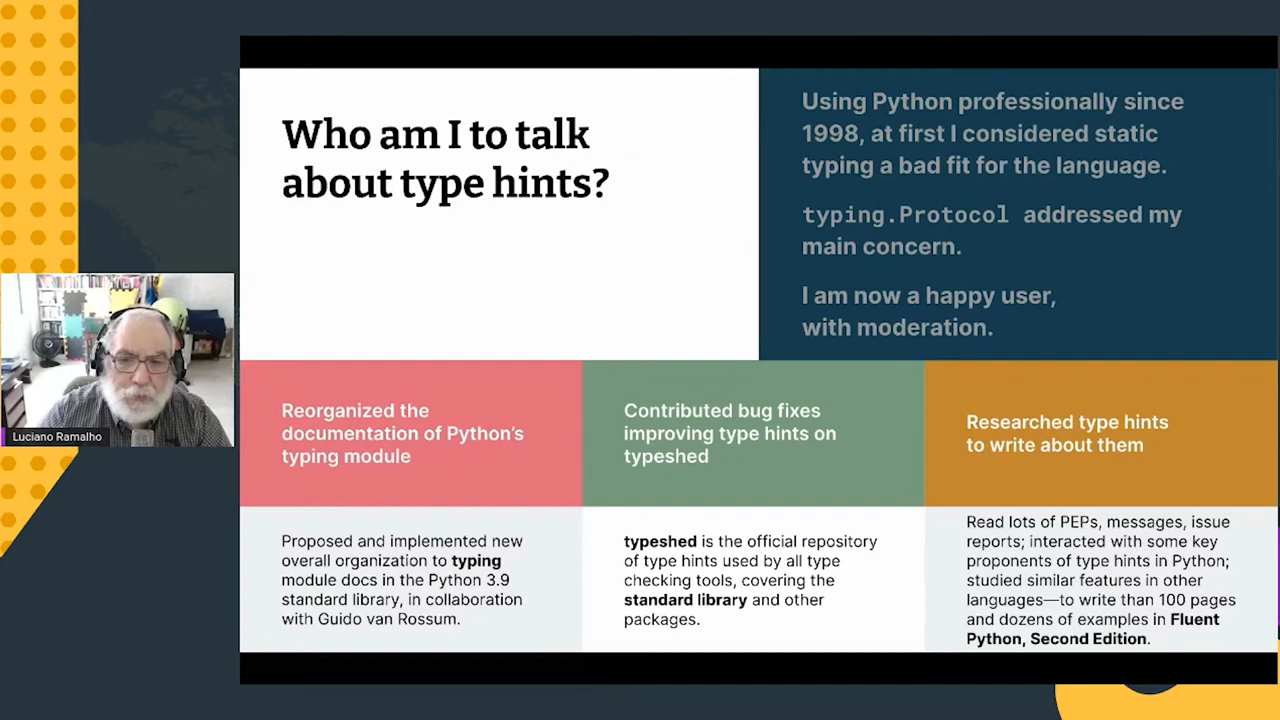 Who am I to talk
about type hints?
Using Python professionally since
1998, at first I considered static
typing a bad fit for the language.
typing.Protocol addressed my
main concern.
I am now a happy user,
with moderation.
Luciano Ramalho
Reorganized the
documentation of Python's
typing module
Contributed bug fixes
improving type hints on
typeshed
Researched type hints
to write about them
Proposed and implemented new
overall organization to typing
module docs in the Python 3.9
standard library, in collaboration
with Guido van Rossum.
typeshed is the official repository
of type hints used by all type
checking tools, covering the
standard library and other
packages.
Read lots of PEPs, messages, issue
reports; interacted with some key
proponents of type hints in Python;
studied similar features in other
languages—to write than 100 pages
and dozens of examples in Fluent
Python, Second Edition.